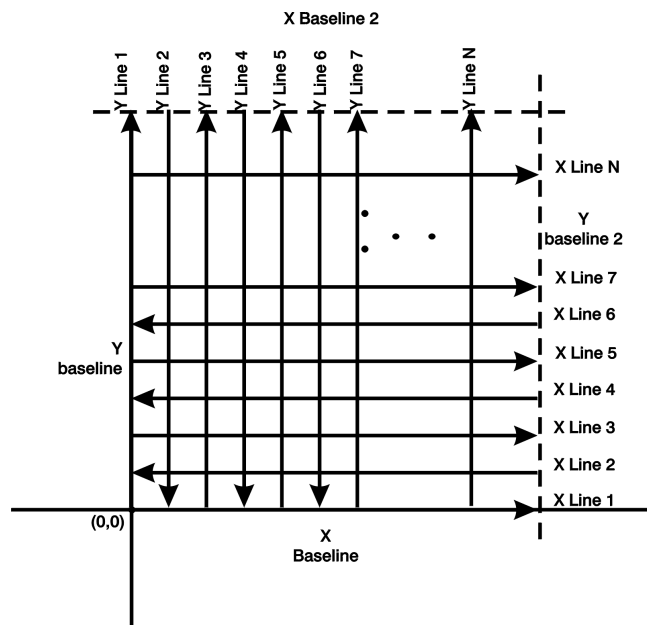 X Baseline 2
Y Line 1
Y Line 2
Y Line 3
Y Line 4
Y Line 5
Y Line 6
Y Line 7
Y Line N
X Line N
Y
baseline 2
X Line 7
X Line 6
Y
baseline
X Line 5
X Line 4
X Line 3
X Line 2
X Line 1
(0,0)
X
Baseline